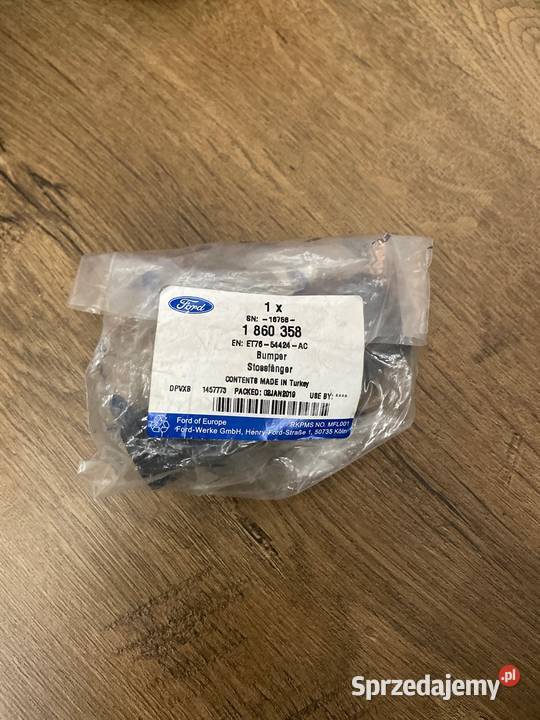 Ford
1 x
SN: -16756-
1 860 358
EN: ET76-54424-AC
Bumper
Stossfänger
CONTENTS MADE IN Turkey
DPVXB 1457773 PACKED: 09JAN2019 USE BY: ****
Ford of Europe RKPMS NO. MFL001
Ford-Werke GmbH, Henry-Ford-Straße 1, 50735 Köln
Sprzedajemy.pl